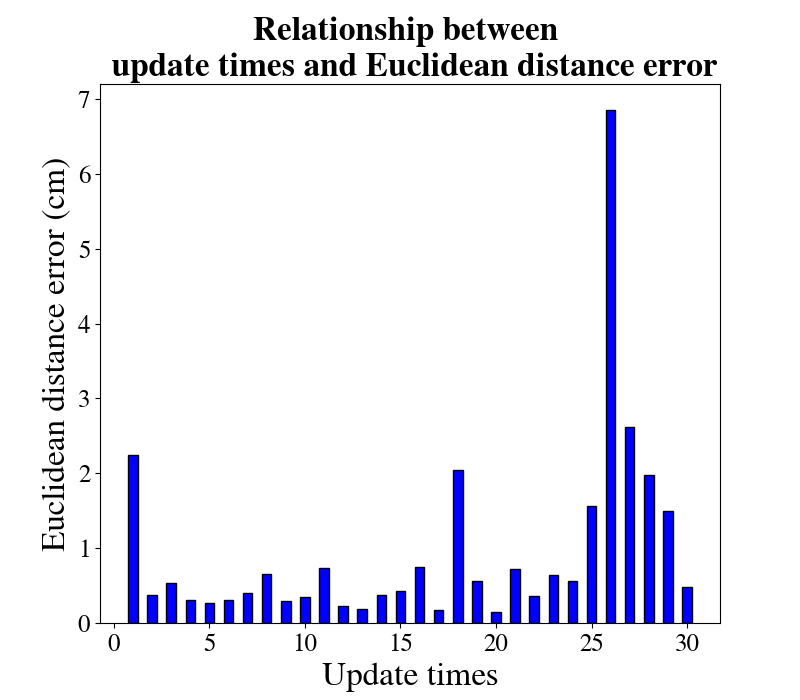 Relationship between
update times and Euclidean distance error
Euclidean distance error (cm)
7
6
5
4
3
2
1
0
0 5 10 15 20 25 30
Update times